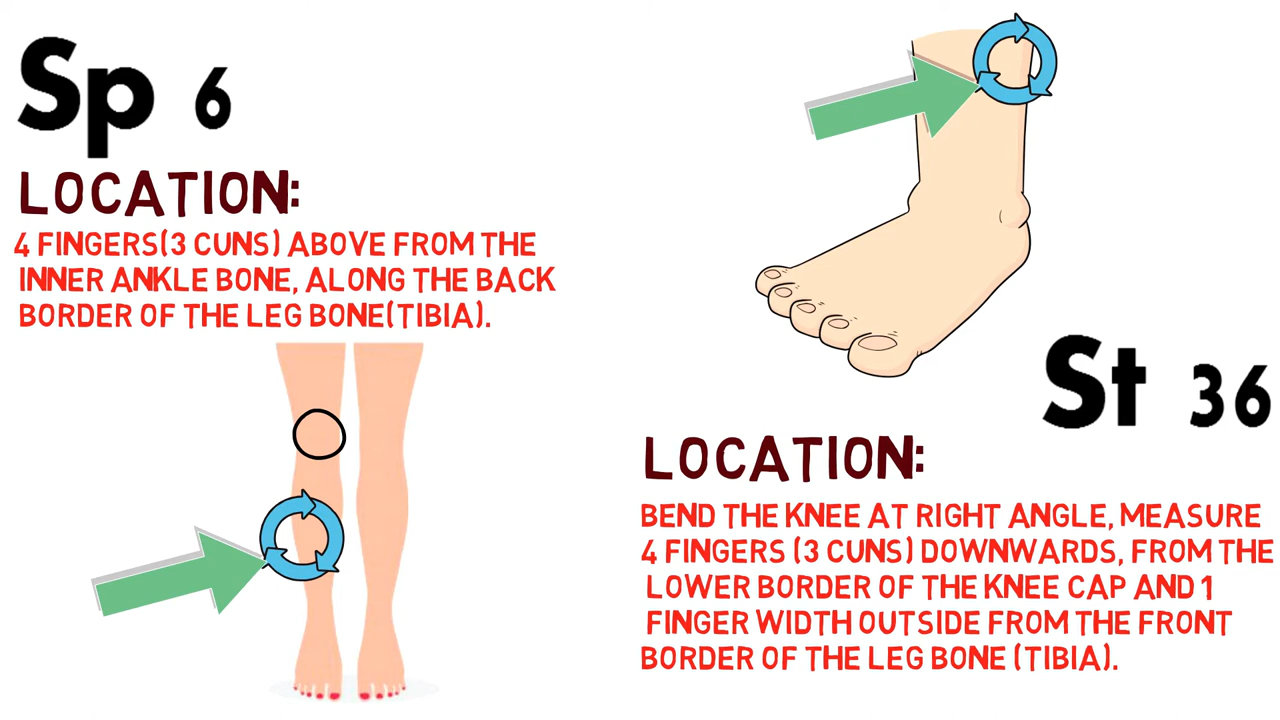 Sp 6
LOCATION:
4 FINGERS(3 CUNS) ABOVE FROM THE
INNER ANKLE BONE, ALONG THE BACK
BORDER OF THE LEG BONE(TIBIA).
St 36
LOCATION:
BEND THE KNEE AT RIGHT ANGLE, MEASURE
4 FINGERS (3 CUNS) DOWNWARDS, FROM THE
LOWER BORDER OF THE KNEE CAP AND 1
FINGER WIDTH OUTSIDE FROM THE FRONT
BORDER OF THE LEG BONE (TIBIA).